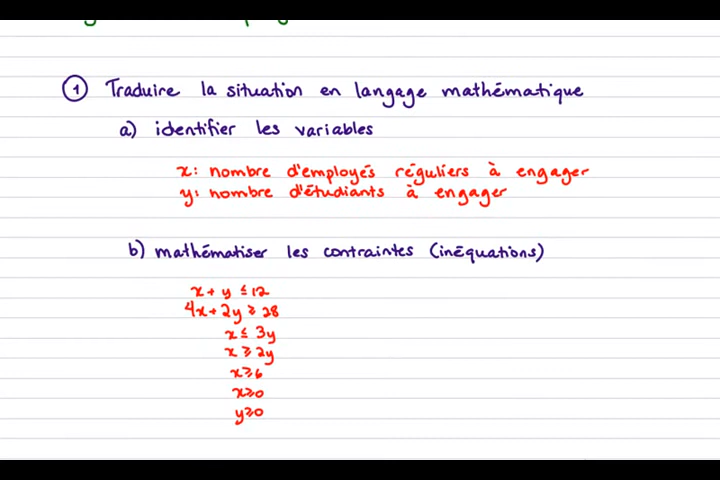 ① Traduire la situation en langage mathématique
a) identifier les variables
x: nombre d'employés réguliers à engager
y: nombre d'étudiants à engager
b) mathématiser les contraintes (inéquations)
x + y ≤ 12
4x + 2y ≥ 28
x ≤ 3y
x ≥ 2y
x ≥ 6
x ≥ 0
y ≥ 0